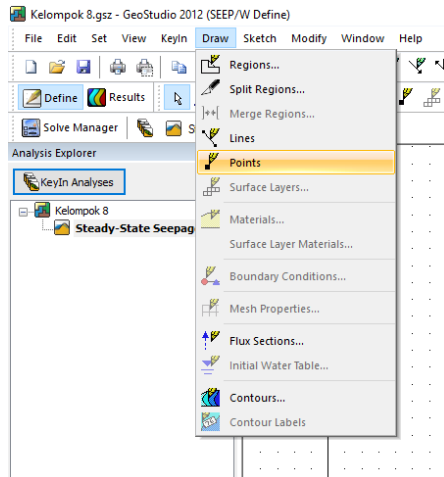 Kelompok 8.gsz - GeoStudio 2012 (SEEP/W Define)
File Edit Set View KeyIn Draw Sketch Modify Window Help
Define Results
Solve Manager S
Analysis Explorer
KeyIn Analyses
Kelompok 8
Steady-State Seepag
Regions...
Split Regions...
Merge Regions...
Lines
Points
Surface Layers...
Materials...
Surface Layer Materials...
Boundary Conditions...
Mesh Properties...
Flux Sections...
Initial Water Table...
Contours...
Contour Labels